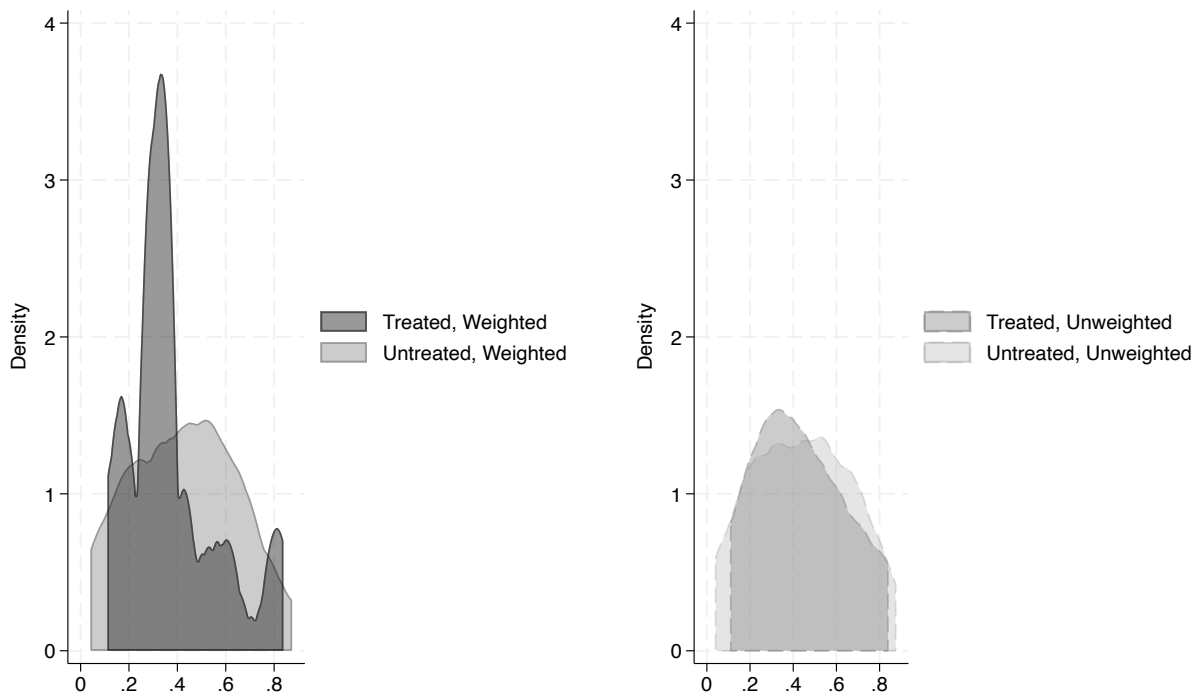 4
3
2
1
0
Density
0 .2 .4 .6 .8
Treated, Weighted
Untreated, Weighted
4
3
2
1
0
Density
0 .2 .4 .6 .8
Treated, Unweighted
Untreated, Unweighted